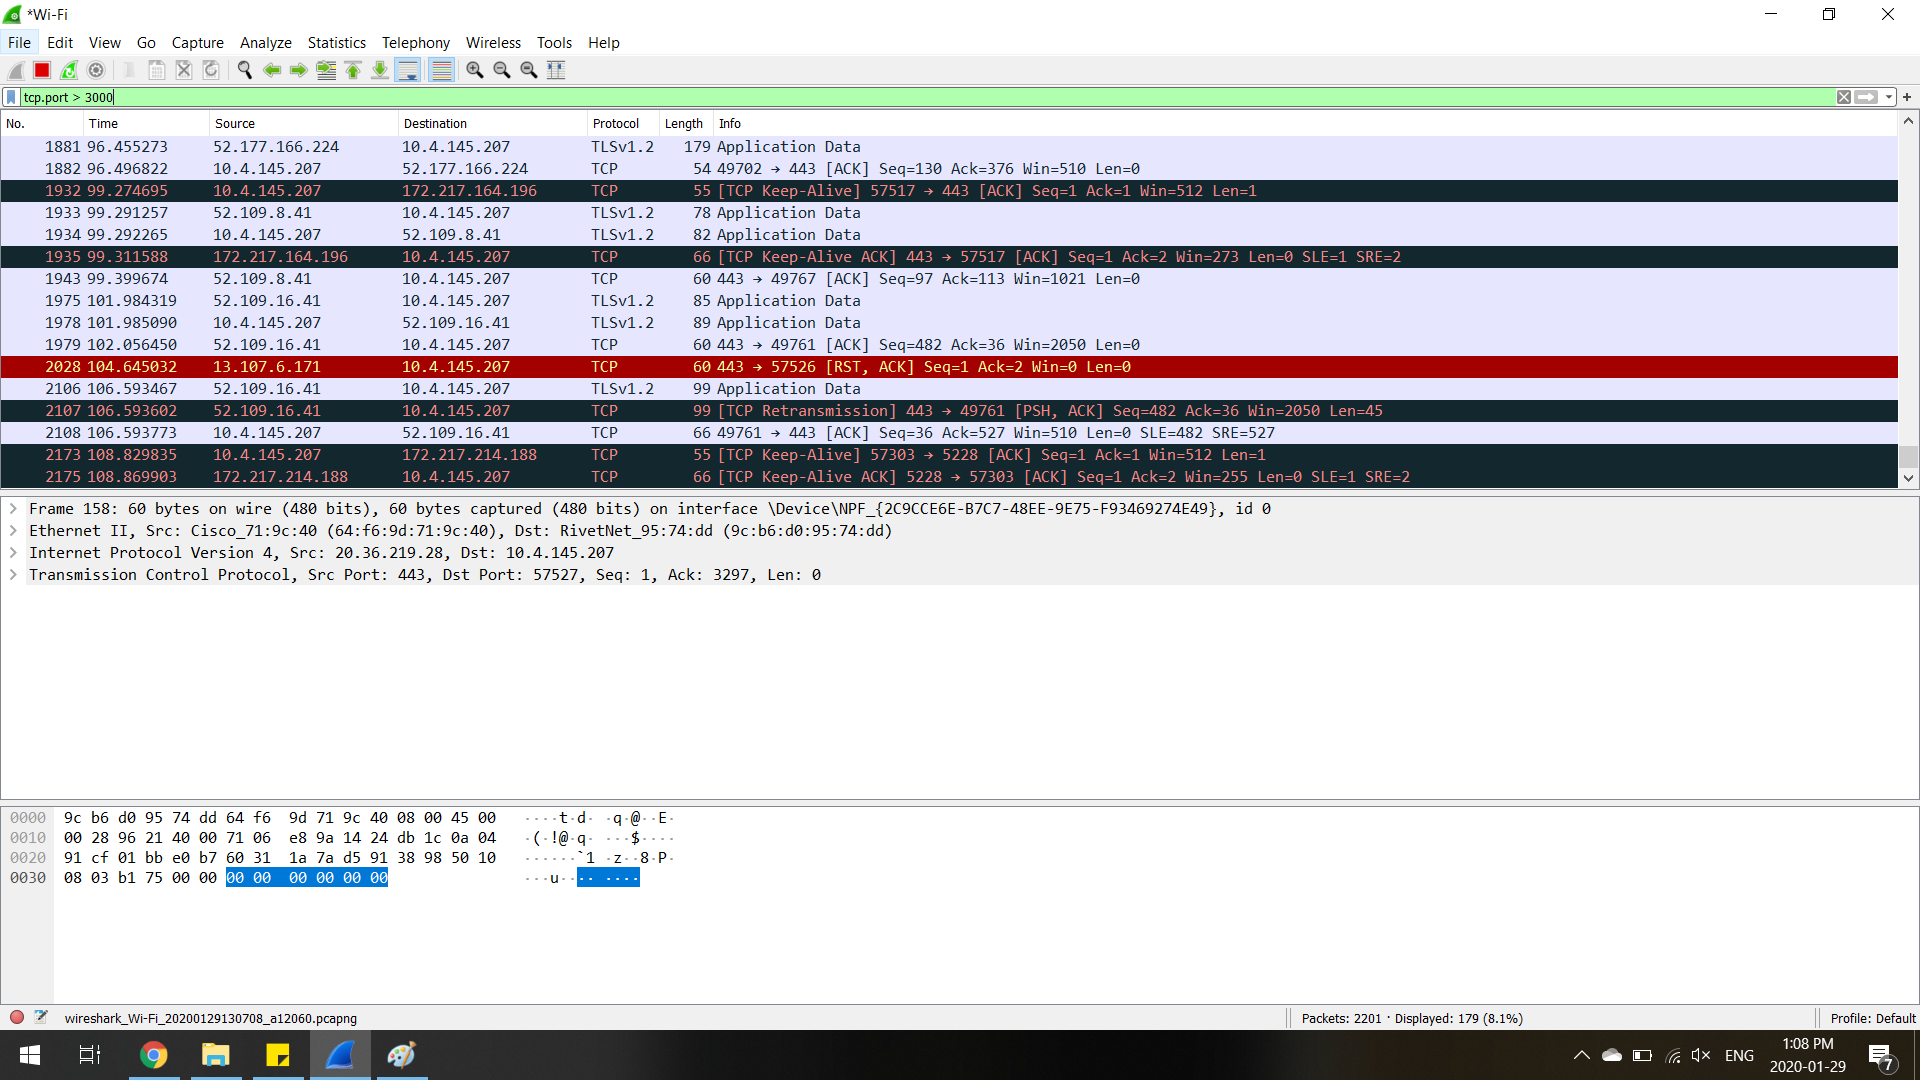 *Wi-Fi
File Edit View Go Capture Analyze Statistics Telephony Wireless Tools Help
tcp.port > 3000
No. Time Source Destination Protocol Length Info
1881 96.455273 52.177.166.224 10.4.145.207 TLSv1.2 179 Application Data
1882 96.496822 10.4.145.207 52.177.166.224 TCP 54 49702 → 443 [ACK] Seq=130 Ack=376 Win=510 Len=0
1932 99.274695 10.4.145.207 172.217.164.196 TCP 55 [TCP Keep-Alive] 57517 → 443 [ACK] Seq=1 Ack=1 Win=512 Len=1
1933 99.291257 52.109.8.41 10.4.145.207 TLSv1.2 78 Application Data
1934 99.292265 10.4.145.207 52.109.8.41 TLSv1.2 82 Application Data
1935 99.311588 172.217.164.196 10.4.145.207 TCP 66 [TCP Keep-Alive ACK] 443 → 57517 [ACK] Seq=1 Ack=2 Win=273 Len=0 SLE=1 SRE=2
1943 99.399674 52.109.8.41 10.4.145.207 TCP 60 443 → 49767 [ACK] Seq=97 Ack=113 Win=1021 Len=0
1975 101.984319 52.109.16.41 10.4.145.207 TLSv1.2 85 Application Data
1978 101.985090 10.4.145.207 52.109.16.41 TLSv1.2 89 Application Data
1979 102.056450 52.109.16.41 10.4.145.207 TCP 60 443 → 49761 [ACK] Seq=482 Ack=36 Win=2050 Len=0
2028 104.645032 13.107.6.171 10.4.145.207 TCP 60 443 → 57526 [RST, ACK] Seq=1 Ack=2 Win=0 Len=0
2106 106.593467 52.109.16.41 10.4.145.207 TLSv1.2 99 Application Data
2107 106.593602 52.109.16.41 10.4.145.207 TCP 99 [TCP Retransmission] 443 → 49761 [PSH, ACK] Seq=482 Ack=36 Win=2050 Len=45
2108 106.593773 10.4.145.207 52.109.16.41 TCP 66 49761 → 443 [ACK] Seq=36 Ack=527 Win=510 Len=0 SLE=482 SRE=527
2173 108.829835 10.4.145.207 172.217.214.188 TCP 55 [TCP Keep-Alive] 57303 → 5228 [ACK] Seq=1 Ack=1 Win=512 Len=1
2175 108.869903 172.217.214.188 10.4.145.207 TCP 66 [TCP Keep-Alive ACK] 5228 → 57303 [ACK] Seq=1 Ack=2 Win=255 Len=0 SLE=1 SRE=2
Frame 158: 60 bytes on wire (480 bits), 60 bytes captured (480 bits) on interface \Device\NPF_{2C9CCE6E-B7C7-48EE-9E75-F93469274E49}, id 0
Ethernet II, Src: Cisco_71:9c:40 (64:f6:9d:71:9c:40), Dst: RivetNet_95:74:dd (9c:b6:d0:95:74:dd)
Internet Protocol Version 4, Src: 20.36.219.28, Dst: 10.4.145.207
Transmission Control Protocol, Src Port: 443, Dst Port: 57527, Seq: 1, Ack: 3297, Len: 0
0000 9c b6 d0 95 74 dd 64 f6 9d 71 9c 40 08 00 45 00 ····t·d· ·q·@··E·
0010 00 28 96 21 40 00 71 06 e8 9a 14 24 db 1c 0a 04 ·(·!@·q· ···$····
0020 91 cf 01 bb e0 b7 60 31 1a 7a d5 91 38 98 50 10 ······`1 ·z··8·P·
0030 08 03 b1 75 00 00 00 00 00 00 00 00 ···u···· ····
wireshark_Wi-Fi_20200129130708_a12060.pcapng
Packets: 2201 · Displayed: 179 (8.1%)
Profile: Default
ENG
1:08 PM
2020-01-29
7